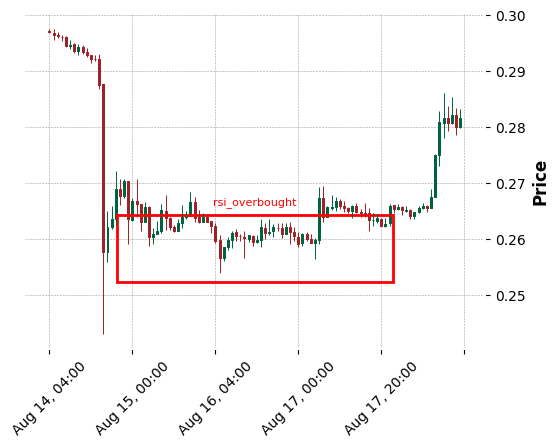 0.30
0.29
0.28
0.27
0.26
0.25
Price
rsi_overbought
Aug 14, 04:00
Aug 15, 00:00
Aug 16, 04:00
Aug 17, 00:00
Aug 17, 20:00